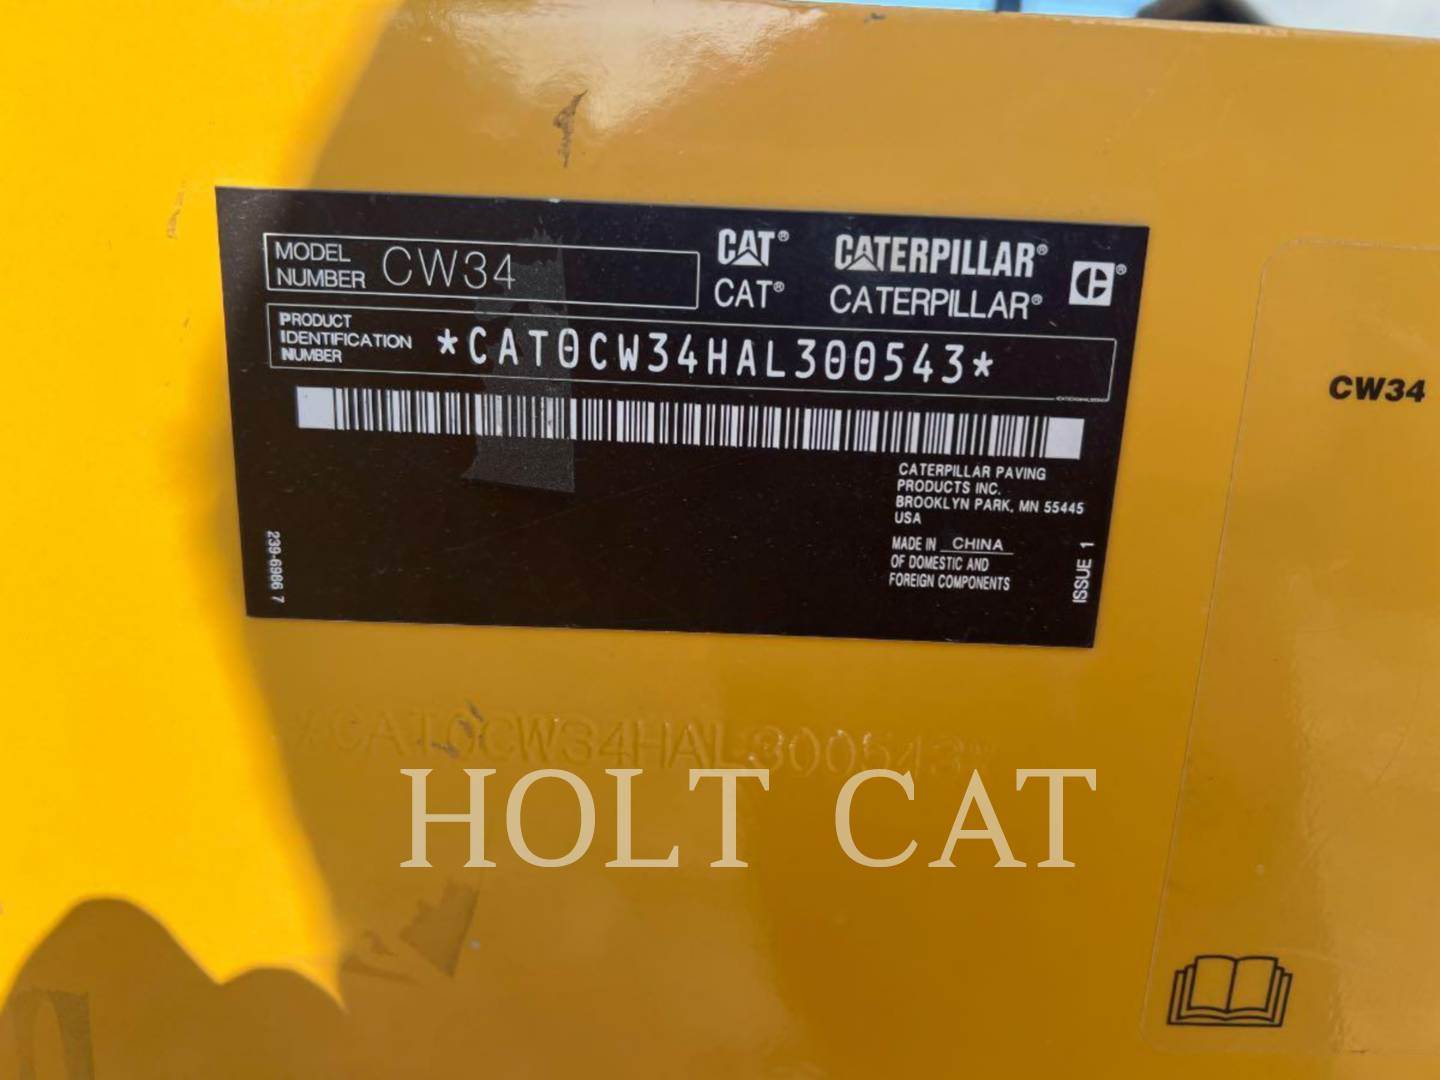 MODEL
NUMBER CW34
CAT® CATERPILLAR®
CAT® CATERPILLAR®
PRODUCT
IDENTIFICATION
NUMBER
*CAT0CW34HAL300543*
CATERPILLAR PAVING
PRODUCTS INC.
BROOKLYN PARK, MN 55445
USA
MADE IN CHINA
OF DOMESTIC AND
FOREIGN COMPONENTS
239-6986 7
ISSUE 1
CW34
*CAT0CW34HAL300543*
HOLT CAT